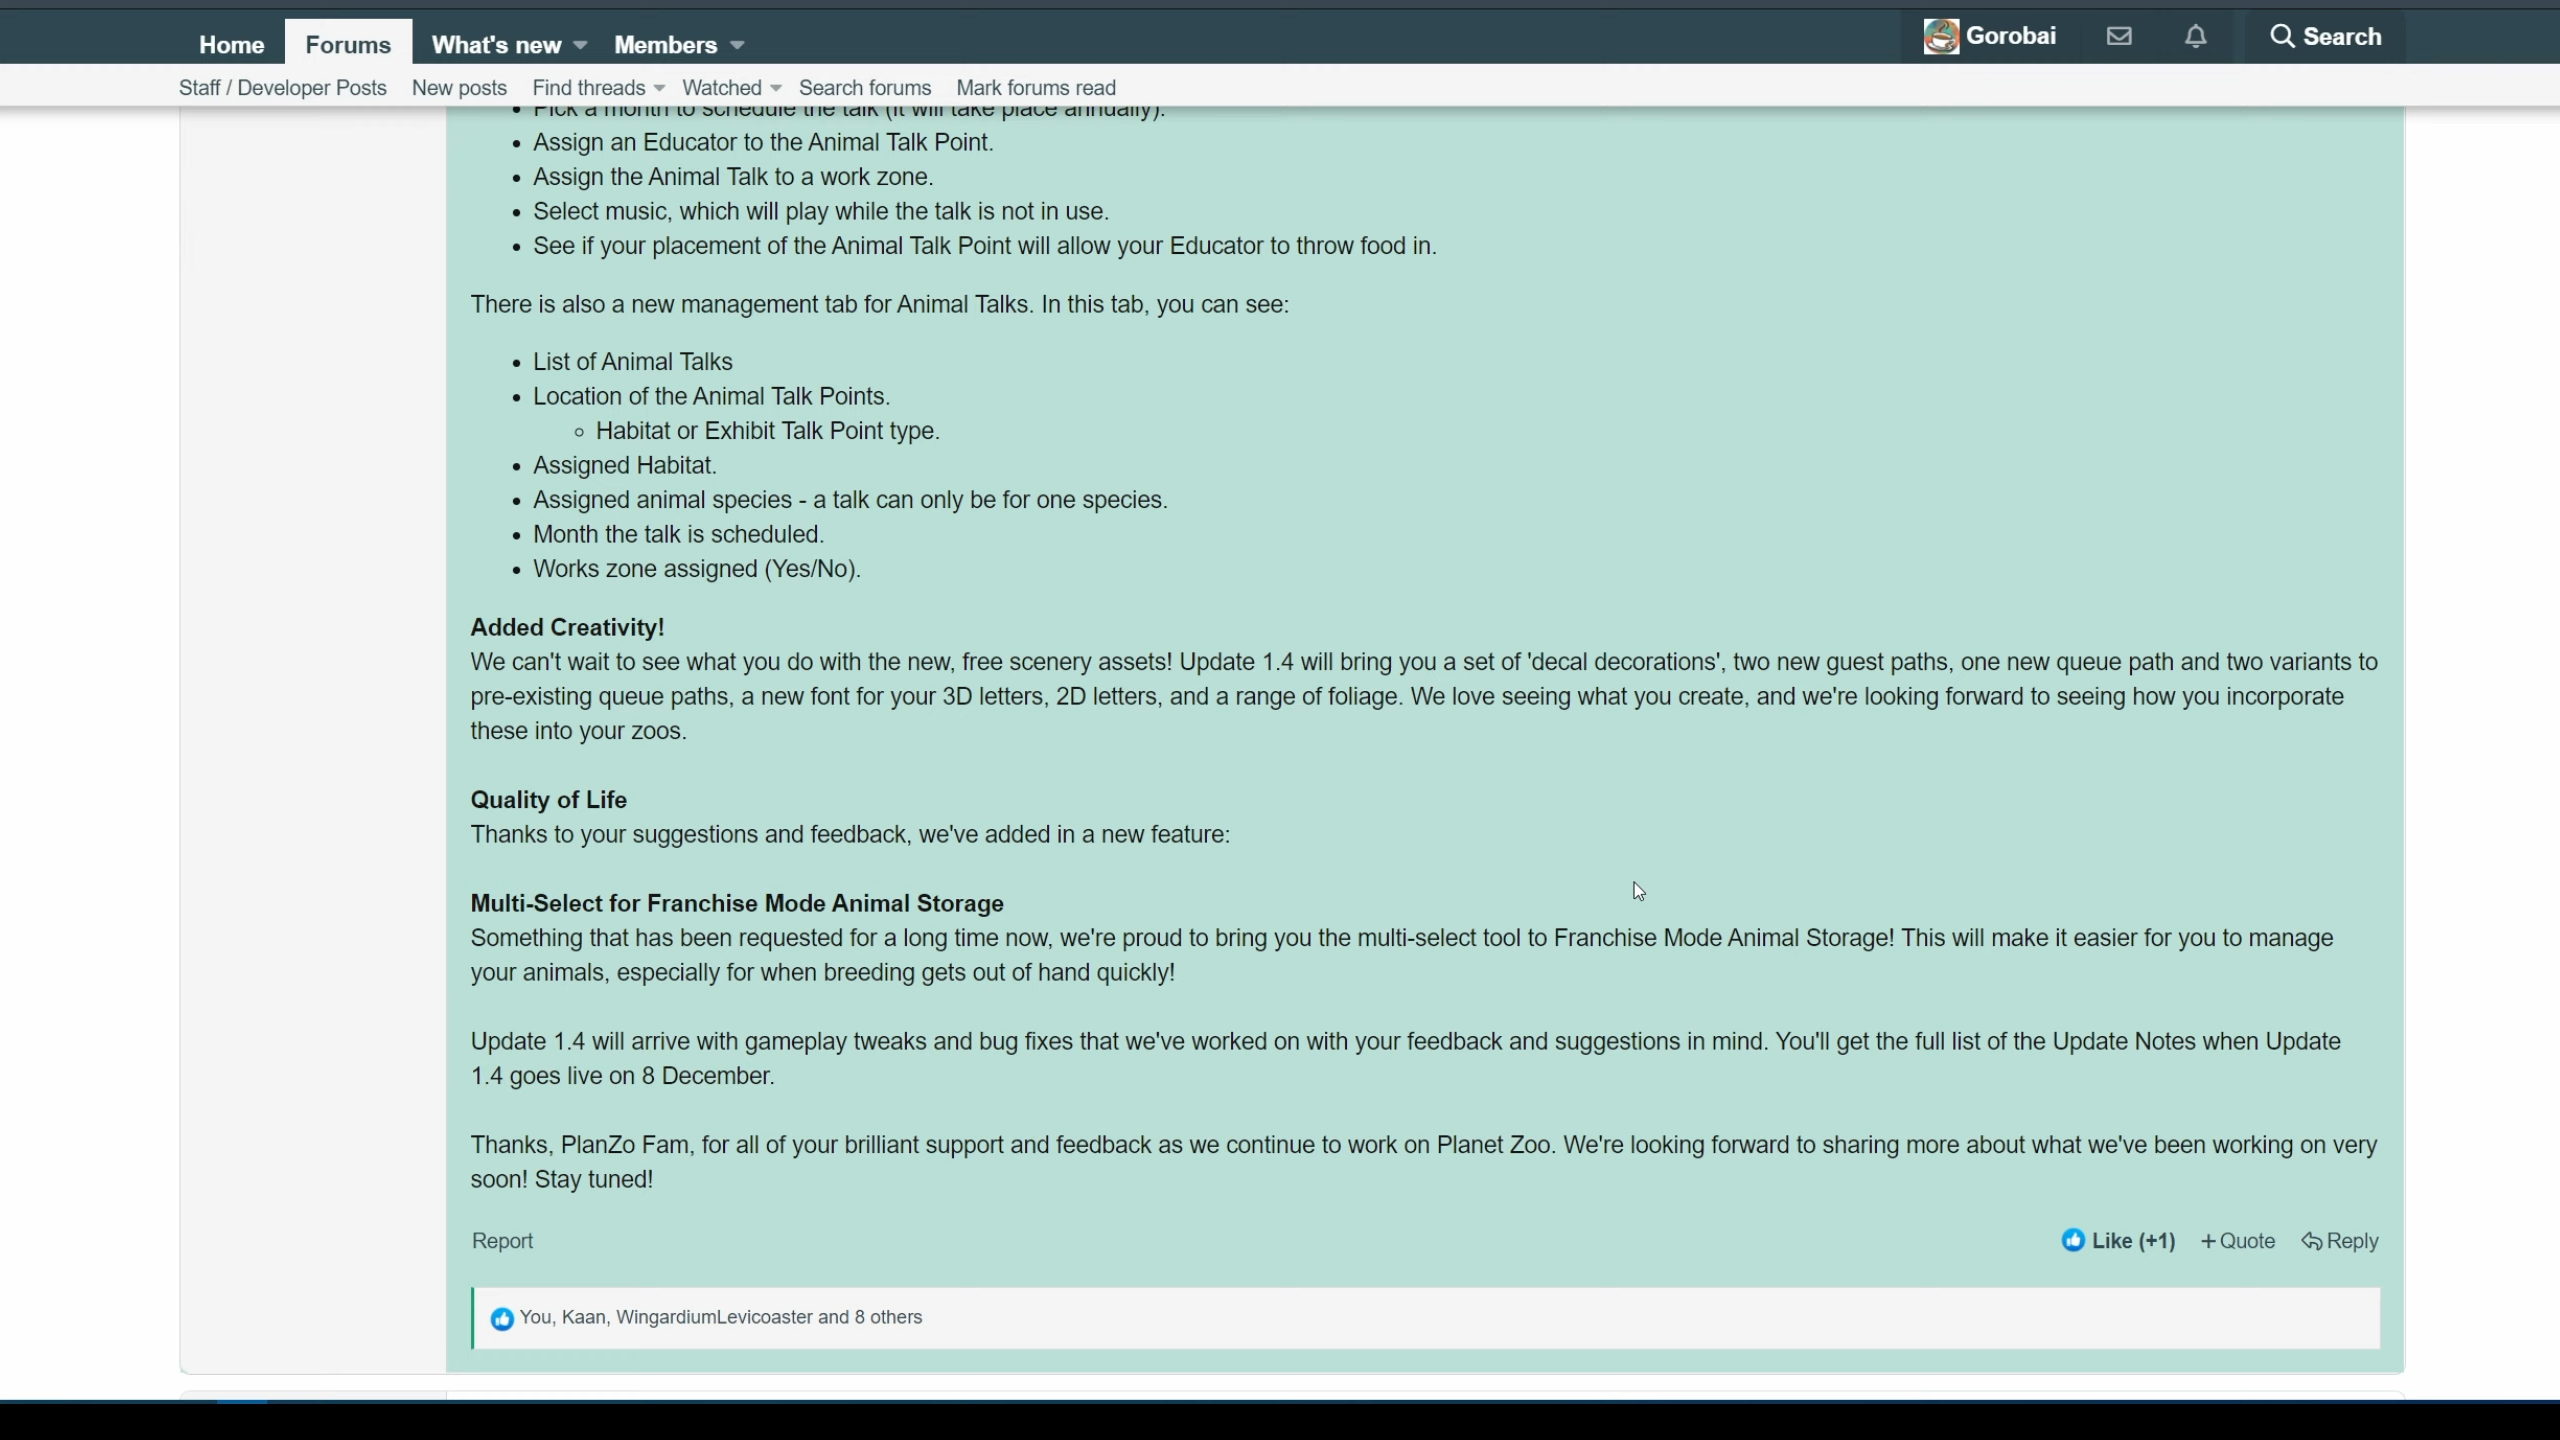 Home Forums What's new Members Gorobai Search
Staff / Developer Posts New posts Find threads Watched Search forums Mark forums read
Pick a month to schedule the talk (it will take place annually).
Assign an Educator to the Animal Talk Point.
Assign the Animal Talk to a work zone.
Select music, which will play while the talk is not in use.
See if your placement of the Animal Talk Point will allow your Educator to throw food in.
There is also a new management tab for Animal Talks. In this tab, you can see:
List of Animal Talks
Location of the Animal Talk Points.
Habitat or Exhibit Talk Point type.
Assigned Habitat.
Assigned animal species - a talk can only be for one species.
Month the talk is scheduled.
Works zone assigned (Yes/No).
Added Creativity!
We can't wait to see what you do with the new, free scenery assets! Update 1.4 will bring you a set of 'decal decorations', two new guest paths, one new queue path and two variants to
pre-existing queue paths, a new font for your 3D letters, 2D letters, and a range of foliage. We love seeing what you create, and we're looking forward to seeing how you incorporate
these into your zoos.
Quality of Life
Thanks to your suggestions and feedback, we've added in a new feature:
Multi-Select for Franchise Mode Animal Storage
Something that has been requested for a long time now, we're proud to bring you the multi-select tool to Franchise Mode Animal Storage! This will make it easier for you to manage
your animals, especially for when breeding gets out of hand quickly!
Update 1.4 will arrive with gameplay tweaks and bug fixes that we've worked on with your feedback and suggestions in mind. You'll get the full list of the Update Notes when Update
1.4 goes live on 8 December.
Thanks, PlanZo Fam, for all of your brilliant support and feedback as we continue to work on Planet Zoo. We're looking forward to sharing more about what we've been working on very
soon! Stay tuned!
Report Like (+1) +Quote Reply
You, Kaan, WingardiumLevicoaster and 8 others